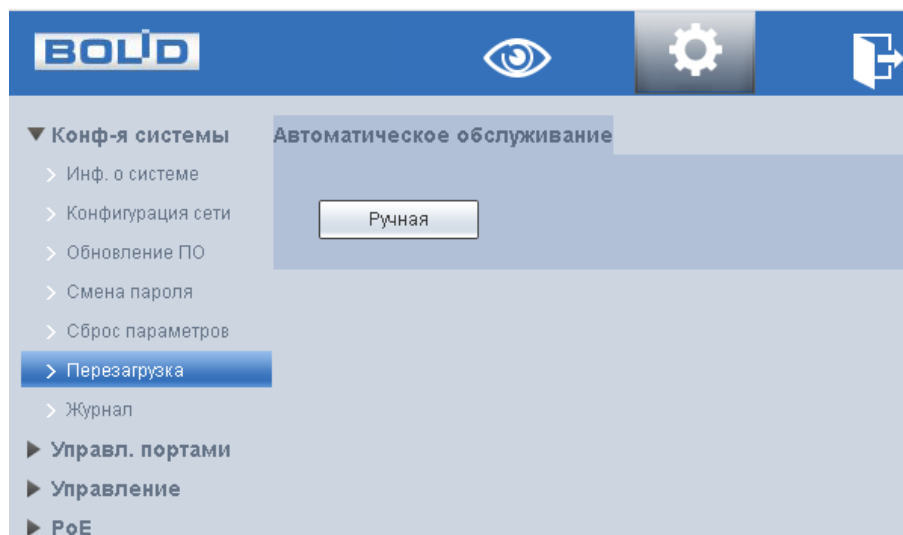 BOLID
Конф-я системы
Инф. о системе
Конфигурация сети
Обновление ПО
Смена пароля
Сброс параметров
Перезагрузка
Журнал
Управл. портами
Управление
PoE
Автоматическое обслуживание
Ручная